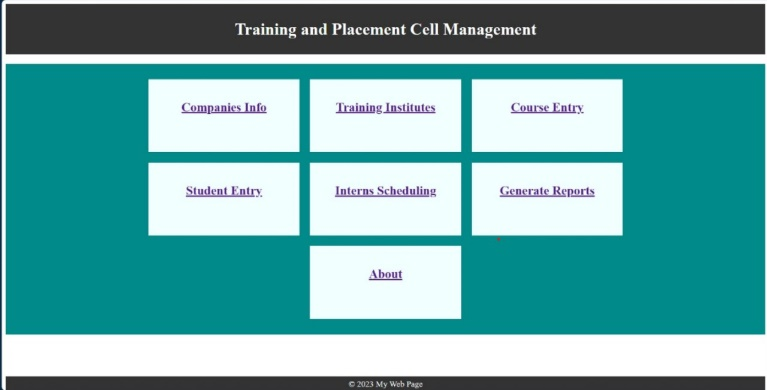 Training and Placement Cell Management
Companies Info
Training Institutes
Course Entry
Student Entry
Interns Scheduling
Generate Reports
About
© 2023 My Web Page